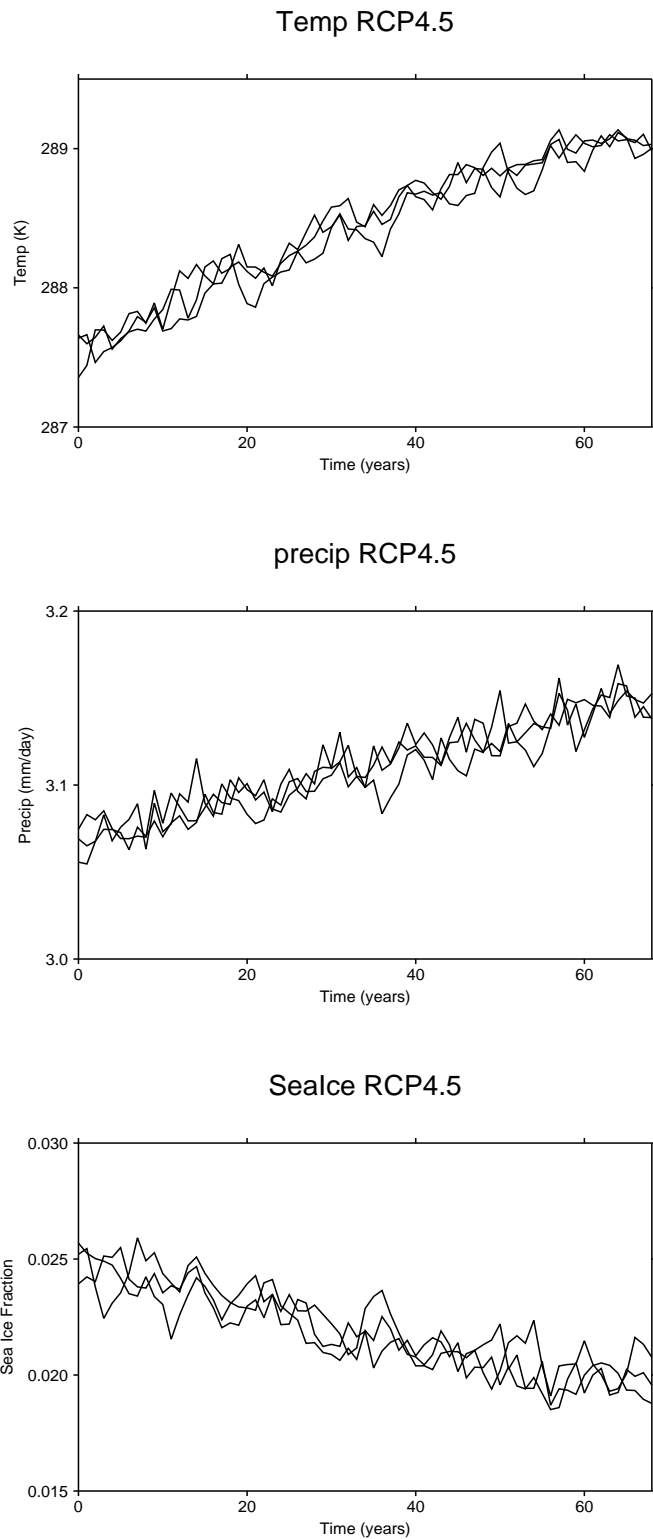 Temp RCP4.5
289
288
287
Temp (K)
0 20 40 60
Time (years)
precip RCP4.5
3.2
3.1
3.0
Precip (mm/day)
0 20 40 60
Time (years)
SeaIce RCP4.5
0.030
0.025
0.020
0.015
Sea Ice Fraction
0 20 40 60
Time (years)